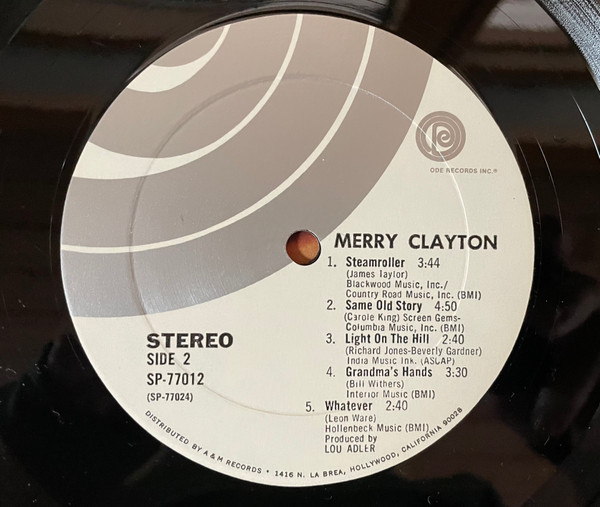 ODE RECORDS INC.®
MERRY CLAYTON
1. Steamroller 3:44
(James Taylor)
Blackwood Music, Inc./
Country Road Music, Inc. (BMI)
2. Same Old Story 4:50
(Carole King) Screen Gems-
Columbia Music, Inc. (BMI)
3. Light On The Hill 2:40
(Richard Jones-Beverly Gardner)
India Music Ink. (ASCAP)
4. Grandma's Hands 3:30
(Bill Withers)
Interior Music (BMI)
5. Whatever 2:40
(Leon Ware)
Hollenbeck Music (BMI)
Produced by
LOU ADLER
STEREO
SIDE 2
SP-77012
(SP-77024)
DISTRIBUTED BY A & M RECORDS * 1416 N. LA BREA, HOLLYWOOD, CALIFORNIA 90028